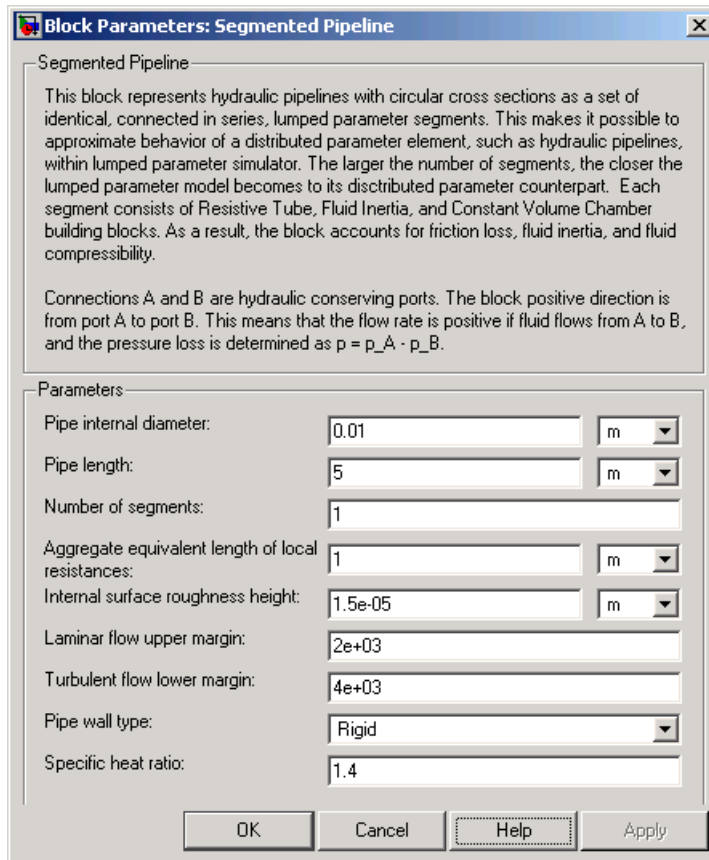 Block Parameters: Segmented Pipeline
Segmented Pipeline
This block represents hydraulic pipelines with circular cross sections as a set of
identical, connected in series, lumped parameter segments. This makes it possible to
approximate behavior of a distributed parameter element, such as hydraulic pipelines,
within lumped parameter simulator. The larger the number of segments, the closer the
lumped parameter model becomes to its disctributed parameter counterpart.  Each
segment consists of Resistive Tube, Fluid Inertia, and Constant Volume Chamber
building blocks. As a result, the block accounts for friction loss, fluid inertia, and fluid
compressibility.
Connections A and B are hydraulic conserving ports. The block positive direction is
from port A to port B. This means that the flow rate is positive if fluid flows from A to B,
and the pressure loss is determined as p = p_A - p_B.
Parameters
Pipe internal diameter: 0.01 m
Pipe length: 5 m
Number of segments: 1
Aggregate equivalent length of local
resistances: 1 m
Internal surface roughness height: 1.5e-05 m
Laminar flow upper margin: 2e+03
Turbulent flow lower margin: 4e+03
Pipe wall type: Rigid
Specific heat ratio: 1.4
OK Cancel Help Apply